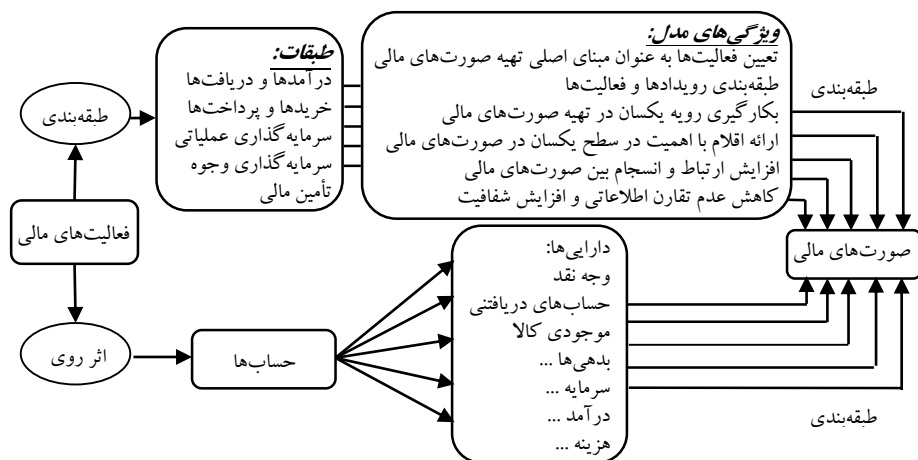 ویژگی‌های مدل:
تعیین فعالیت‌ها به عنوان مبنای اصلی تهیه صورت‌های مالی
طبقه‌بندی رویدادها و فعالیت‌ها
بکارگیری رویه یکسان در تهیه صورت‌های مالی
ارائه اقلام با اهمیت در سطح یکسان در صورت‌های مالی
افزایش ارتباط و انسجام بین صورت‌های مالی
کاهش عدم تقارن اطلاعاتی و افزایش شفافیت
طبقات:
درآمدها و دریافت‌ها
خریدها و پرداخت‌ها
سرمایه‌گذاری عملیاتی
سرمایه‌گذاری وجوه
تأمین مالی
طبقه‌بندی
طبقه‌بندی
فعالیت‌های مالی
صورت‌های مالی
اثر روی
حساب‌ها
دارایی‌ها:
وجه نقد
حساب‌های دریافتنی
موجودی کالا
بدهی‌ها ...
سرمایه ...
درآمد ...
هزینه ...
طبقه‌بندی